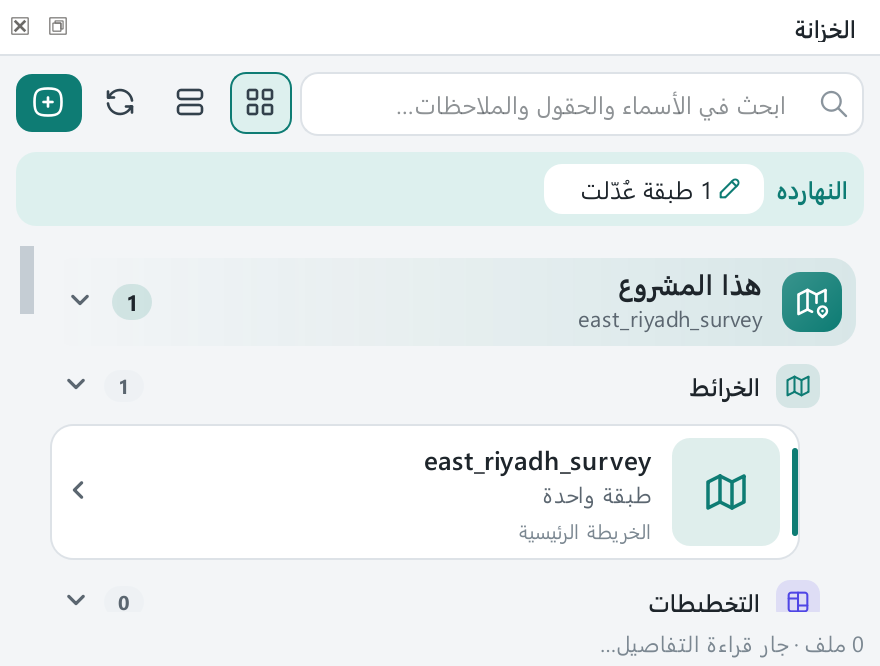 الخزانة
ابحث في الأسماء والحقول والملاحظات...
النهارده
1 طبقة عُدّلت
هذا المشروع
1
east_riyadh_survey
الخرائط
1
east_riyadh_survey
طبقة واحدة
الخريطة الرئيسية
التخطيطات
0
0 ملف · جار قراءة التفاصيل...